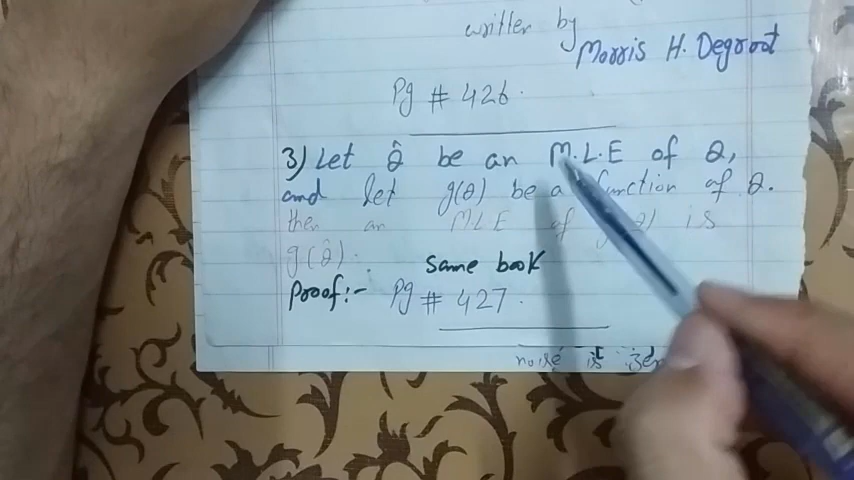 written by
Morris H. Degroot
Pg # 426.
3) Let θ̂ be an M.L.E of θ,
and let g(θ) be a function of θ.
then an MLE of g(θ) is
g(θ̂).
same book
Proof:- Pg # 427.
noise is